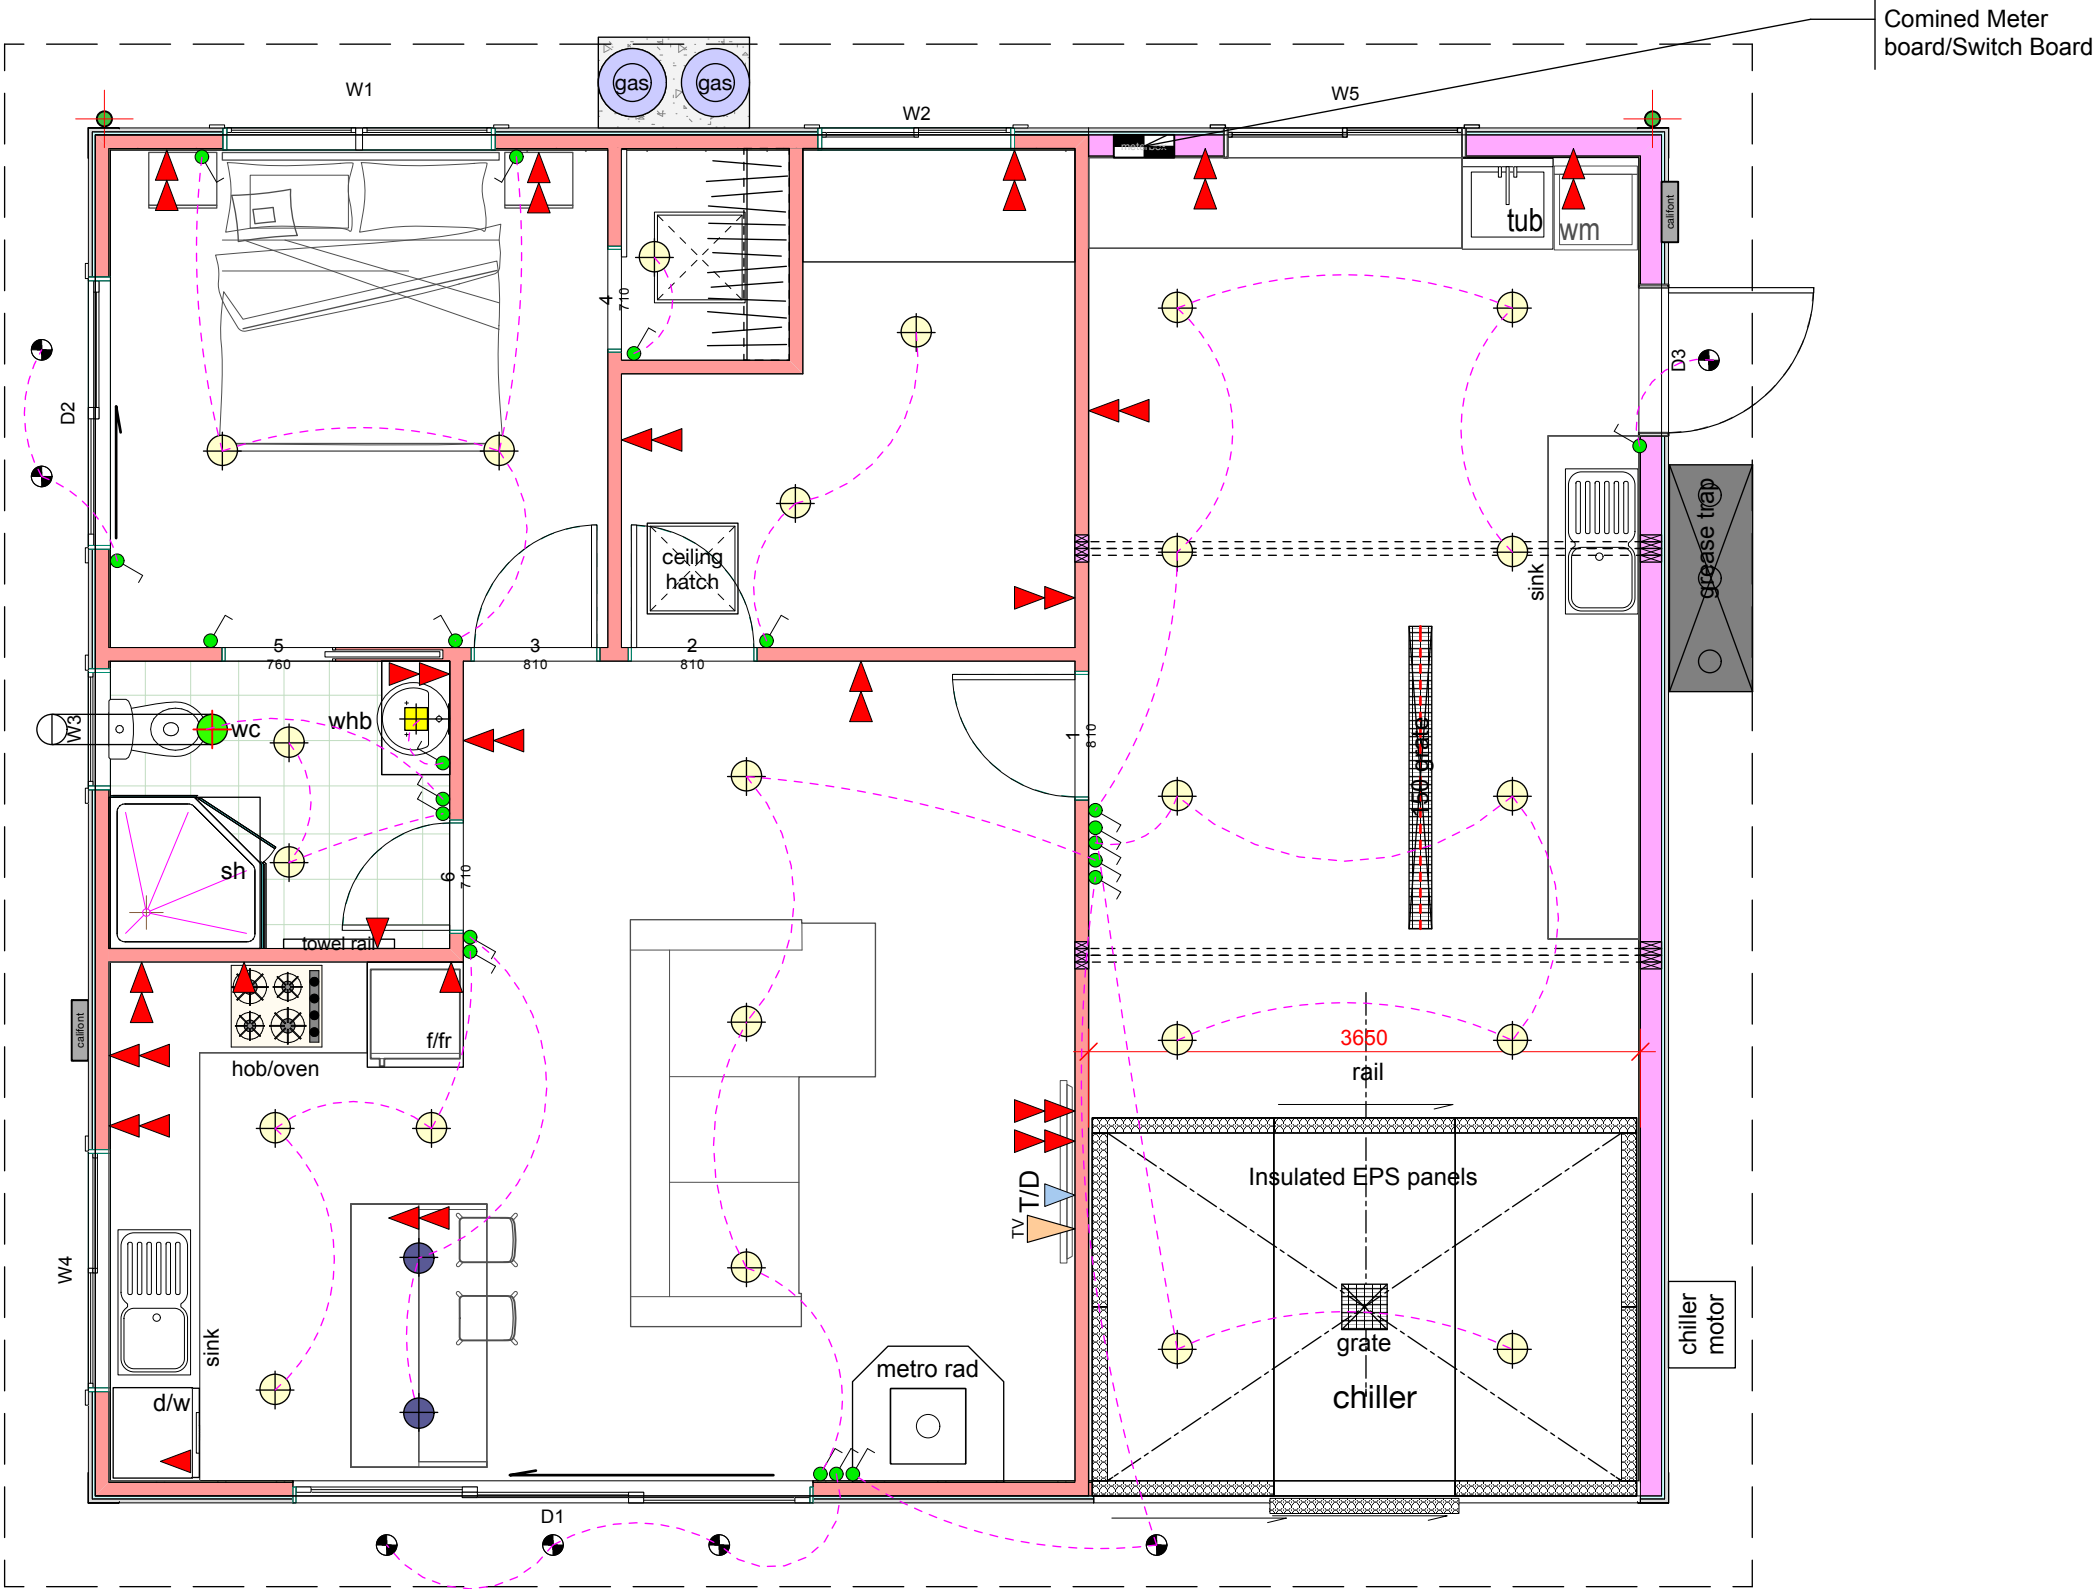 Comined Meter
board/Switch Board
W1
gas
gas
W2
W5
meterbox
tub
wm
califont
4
710
D2
D3
ceiling
hatch
sink
grease trap
5
760
3
810
2
810
W3
wc
whb
1
810
150 grate
sh
6
710
towel rail
califont
f/fr
hob/oven
3650
rail
T/D
TV
Insulated EPS panels
W4
sink
grate
chiller
chiller
motor
metro rad
d/w
D1